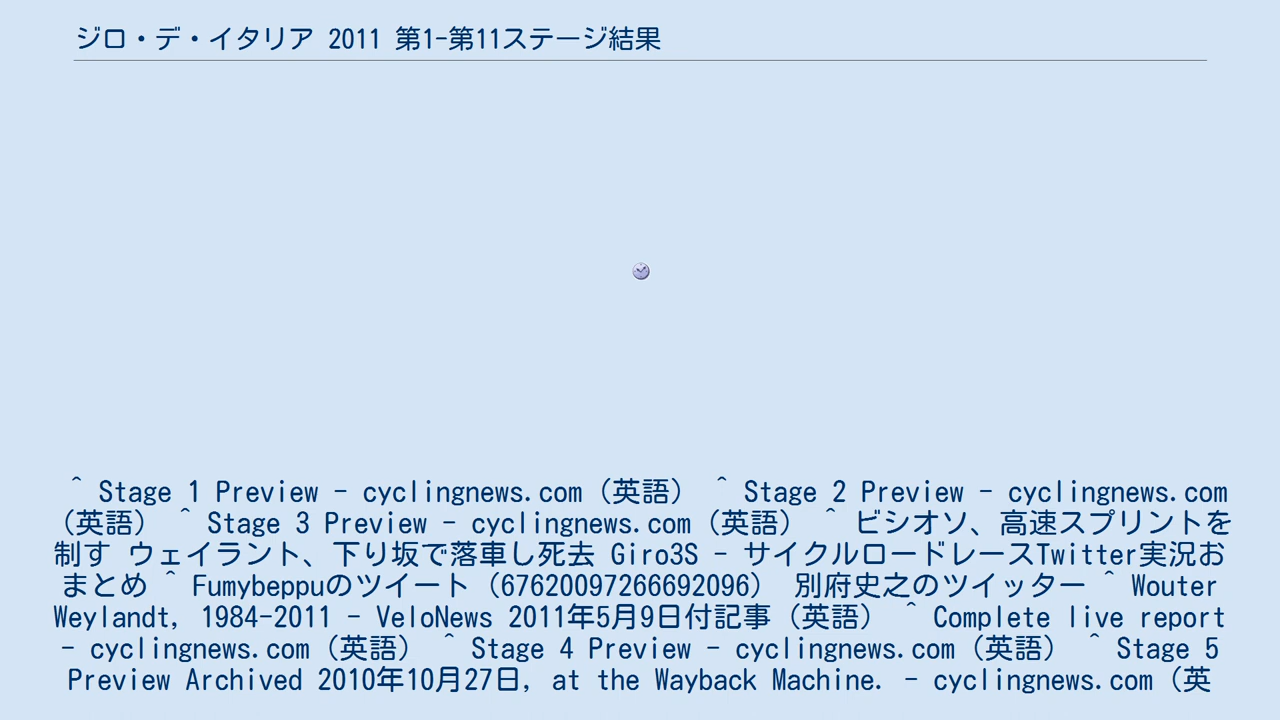 ジロ・デ・イタリア 2011 第1-第11ステージ結果
^ Stage 1 Preview - cyclingnews.com（英語） ^ Stage 2 Preview - cyclingnews.com
（英語） ^ Stage 3 Preview - cyclingnews.com（英語） ^ ビシオソ、高速スプリントを
制す ウェイラント、下り坂で落車し死去 Giro3S - サイクルロードレースTwitter実況お
まとめ ^ Fumybeppuのツイート（67620097266692096） 別府史之のツイッター ^ Wouter
Weylandt, 1984-2011 - VeloNews 2011年5月9日付記事（英語） ^ Complete live report
- cyclingnews.com（英語） ^ Stage 4 Preview - cyclingnews.com（英語） ^ Stage 5
Preview Archived 2010年10月27日, at the Wayback Machine. - cyclingnews.com（英